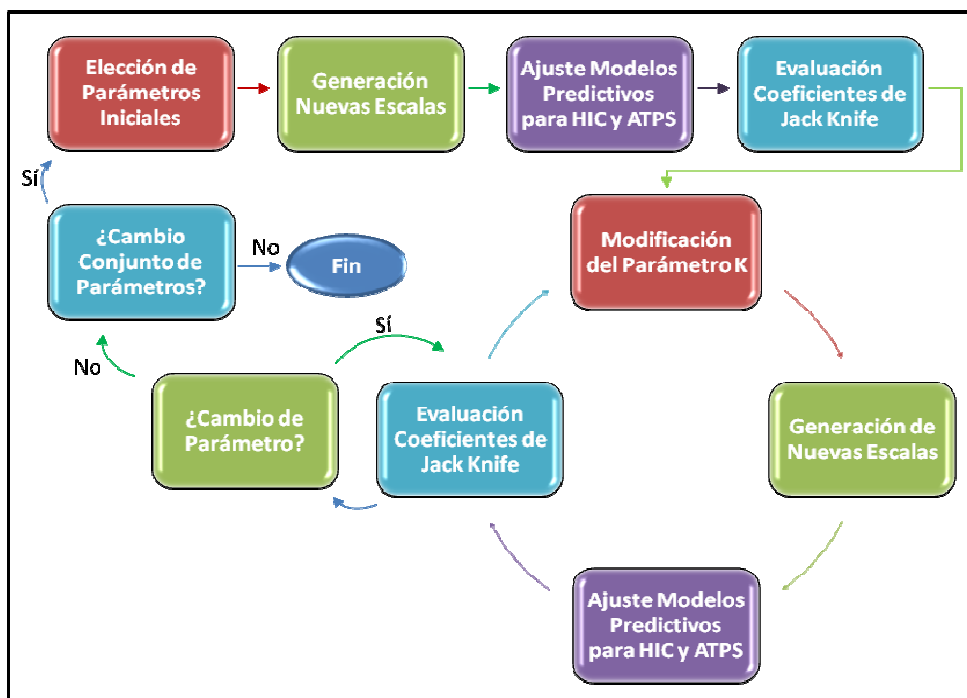 Elección de
Parámetros
Iniciales
Generación
Nuevas Escalas
Ajuste Modelos
Predictivos
para HIC y ATPS
Evaluación
Coeficientes de
Jack Knife
Sí
¿Cambio
Conjunto de
Parámetros?
No
Fin
Modificación
del Parámetro K
No
Sí
¿Cambio de
Parámetro?
Evaluación
Coeficientes de
Jack Knife
Generación de
Nuevas Escalas
Ajuste Modelos
Predictivos
para HIC y ATPS